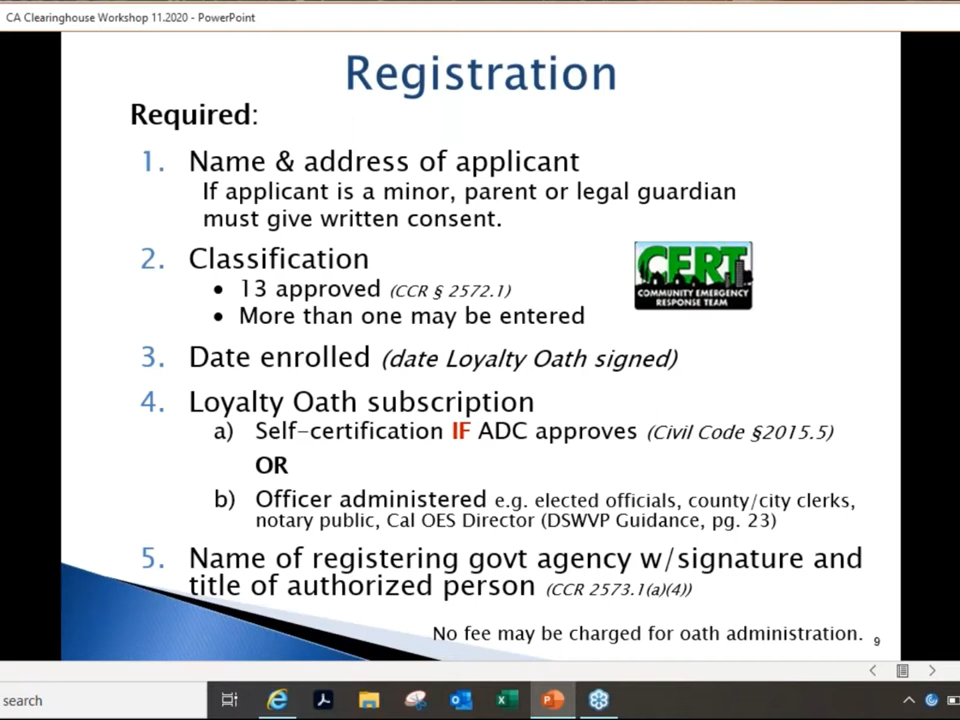 CA Clearinghouse Workshop 11.2020 - PowerPoint
Registration
Required:
1. Name & address of applicant
If applicant is a minor, parent or legal guardian
must give written consent.
2. Classification
• 13 approved (CCR § 2572.1)
• More than one may be entered
CERT
COMMUNITY EMERGENCY
RESPONSE TEAM
3. Date enrolled (date Loyalty Oath signed)
4. Loyalty Oath subscription
a) Self-certification IF ADC approves (Civil Code §2015.5)
OR
b) Officer administered e.g. elected officials, county/city clerks,
notary public, Cal OES Director (DSWVP Guidance, pg. 23)
5. Name of registering govt agency w/signature and
title of authorized person (CCR 2573.1(a)(4))
No fee may be charged for oath administration.
9
search